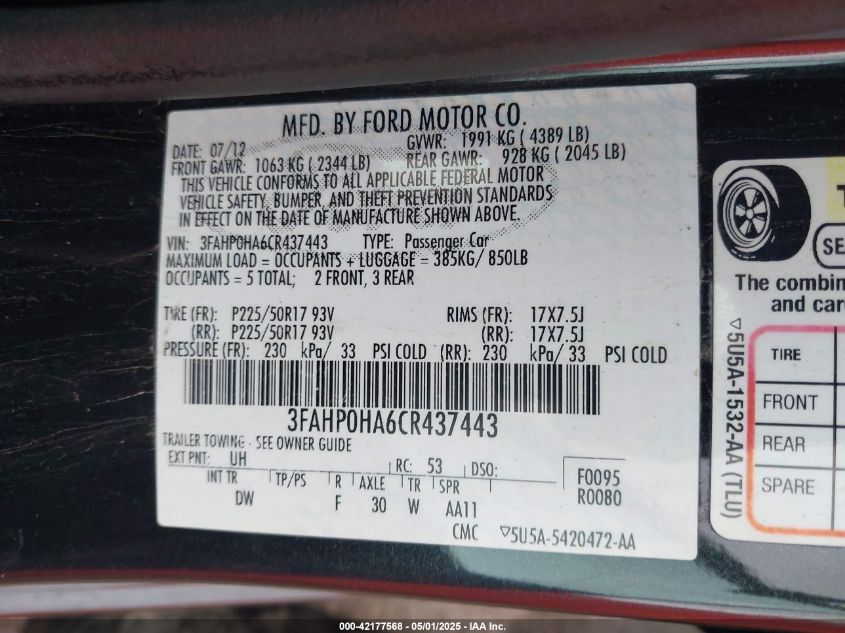 MFD. BY FORD MOTOR CO.
DATE: 07/12 GVWR: 1991 KG ( 4389 LB)
FRONT GAWR: 1063 KG ( 2344 LB) REAR GAWR: 928 KG ( 2045 LB)
THIS VEHICLE CONFORMS TO ALL APPLICABLE FEDERAL MOTOR
VEHICLE SAFETY, BUMPER, AND THEFT PREVENTION STANDARDS
IN EFFECT ON THE DATE OF MANUFACTURE SHOWN ABOVE.
VIN: 3FAHP0HA6CR437443 TYPE: Passenger Car
MAXIMUM LOAD = OCCUPANTS + LUGGAGE = 385KG/ 850LB
OCCUPANTS = 5 TOTAL; 2 FRONT, 3 REAR
TIRE (FR): P225/50R17 93V RIMS (FR): 17X7.5J
(RR): P225/50R17 93V (RR): 17X7.5J
PRESSURE (FR): 230 kPa/ 33 PSI COLD (RR): 230 kPa/ 33 PSI COLD
3FAHP0HA6CR437443
TRAILER TOWING - SEE OWNER GUIDE
EXT PNT: UH RC: 53 DSO: F0095
INT TR TP/PS R AXLE TR SPR R0080
DW F 30 W AA11
CMC ▽5U5A-5420472-AA
▽5U5A-1532-AA (TLU)
T
SE
The combin
and car
TIRE
FRONT
REAR
SPARE
000-42177568 - 05/01/2025 - IAA Inc.